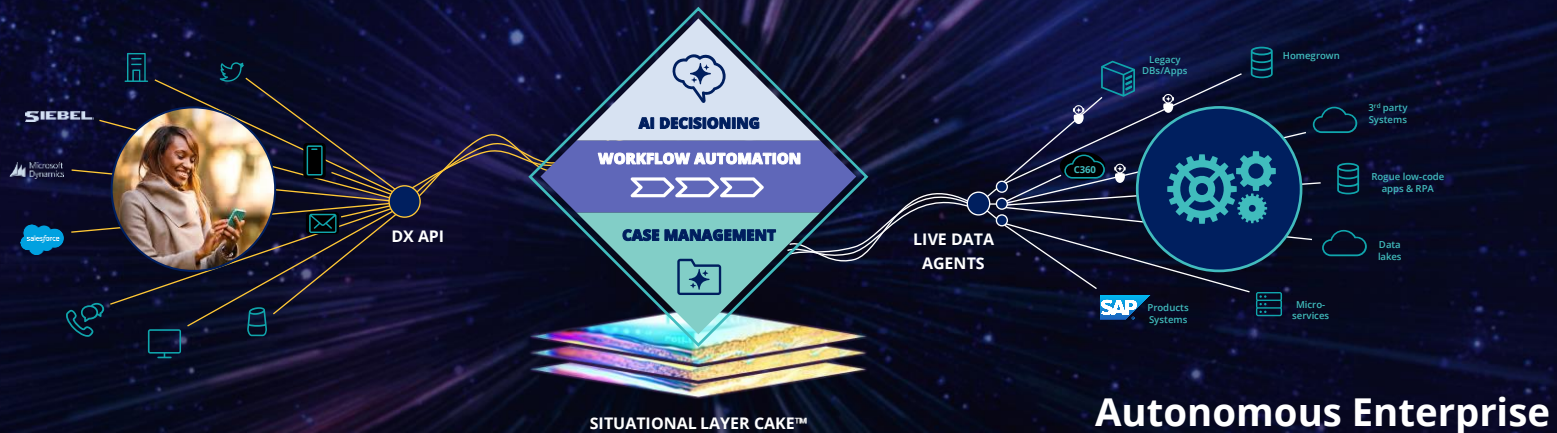 SIEBEL
Microsoft
Dynamics
salesforce
DX API
AI DECISIONING
WORKFLOW AUTOMATION
CASE MANAGEMENT
SITUATIONAL LAYER CAKE™
LIVE DATA
AGENTS
C360
Legacy
DBs/Apps
Homegrown
3rd party
Systems
Rogue low-code
apps & RPA
Data
lakes
Micro-
services
SAP
Products
Systems
Autonomous Enterprise